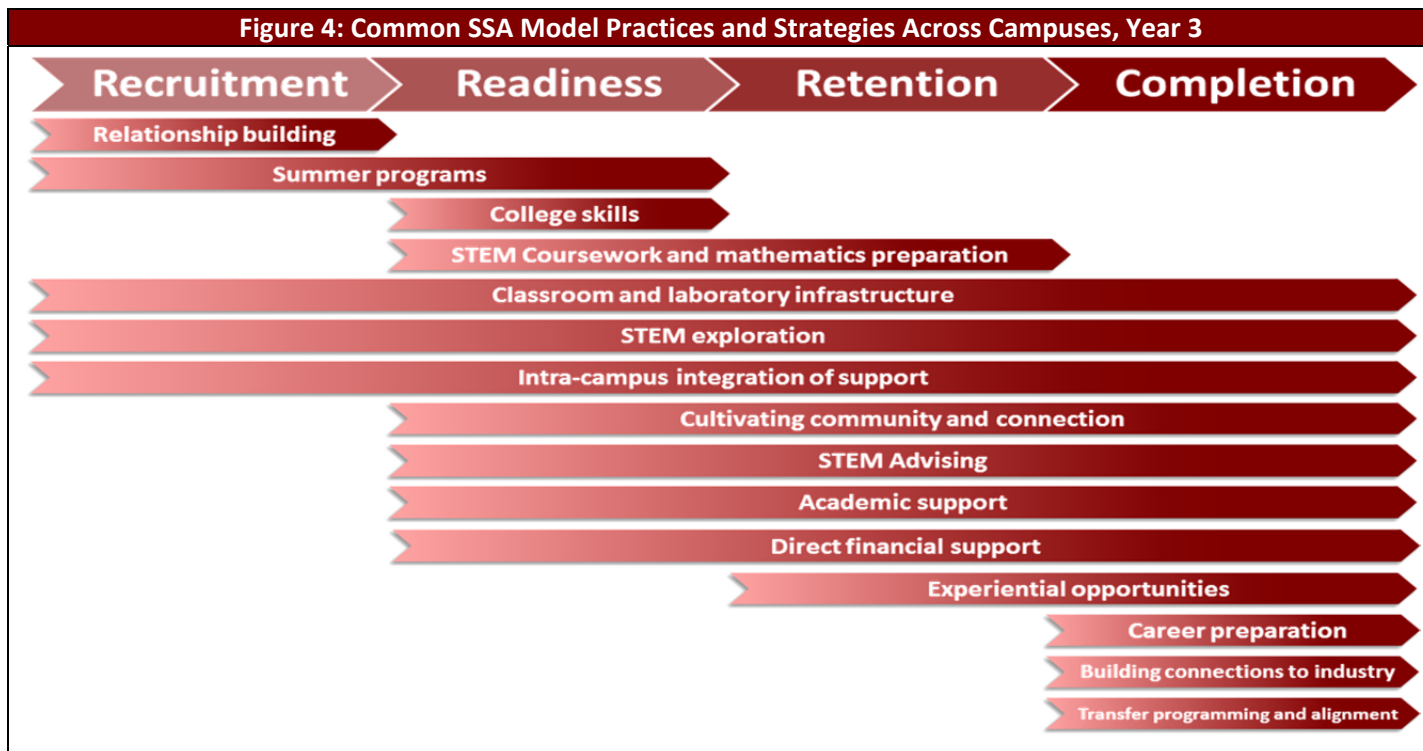 Figure 4: Common SSA Model Practices and Strategies Across Campuses, Year 3
Recruitment Readiness Retention Completion
Relationship building
Summer programs
College skills
STEM Coursework and mathematics preparation
Classroom and laboratory infrastructure
STEM exploration
Intra-campus integration of support
Cultivating community and connection
STEM Advising
Academic support
Direct financial support
Experiential opportunities
Career preparation
Building connections to industry
Transfer programming and alignment